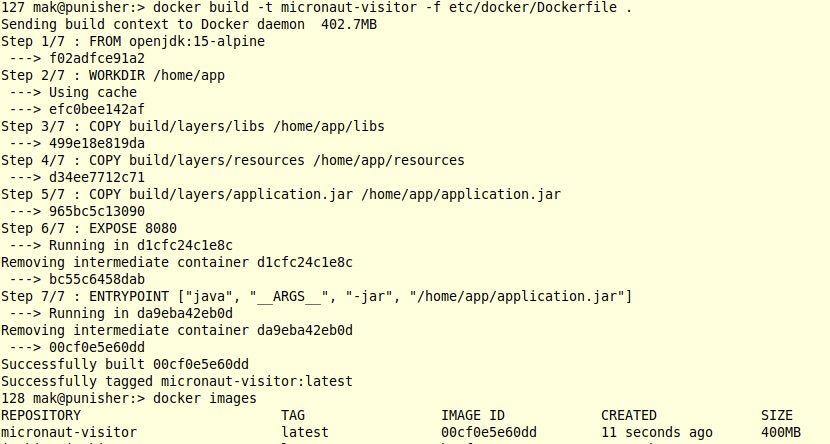 127 mak@punisher:> docker build -t micronaut-visitor -f etc/docker/Dockerfile .
Sending build context to Docker daemon  402.7MB
Step 1/7 : FROM openjdk:15-alpine
 ---> f02adfce91a2
Step 2/7 : WORKDIR /home/app
 ---> Using cache
 ---> efc0bee142af
Step 3/7 : COPY build/layers/libs /home/app/libs
 ---> 499e18e819da
Step 4/7 : COPY build/layers/resources /home/app/resources
 ---> d34ee7712c71
Step 5/7 : COPY build/layers/application.jar /home/app/application.jar
 ---> 965bc5c13090
Step 6/7 : EXPOSE 8080
 ---> Running in d1cfc24c1e8c
Removing intermediate container d1cfc24c1e8c
 ---> bc55c6458dab
Step 7/7 : ENTRYPOINT ["java", "__ARGS__", "-jar", "/home/app/application.jar"]
 ---> Running in da9eba42eb0d
Removing intermediate container da9eba42eb0d
 ---> 00cf0e5e60dd
Successfully built 00cf0e5e60dd
Successfully tagged micronaut-visitor:latest
128 mak@punisher:> docker images
REPOSITORY                         TAG                 IMAGE ID            CREATED             SIZE
micronaut-visitor                  latest              00cf0e5e60dd        11 seconds ago      400MB